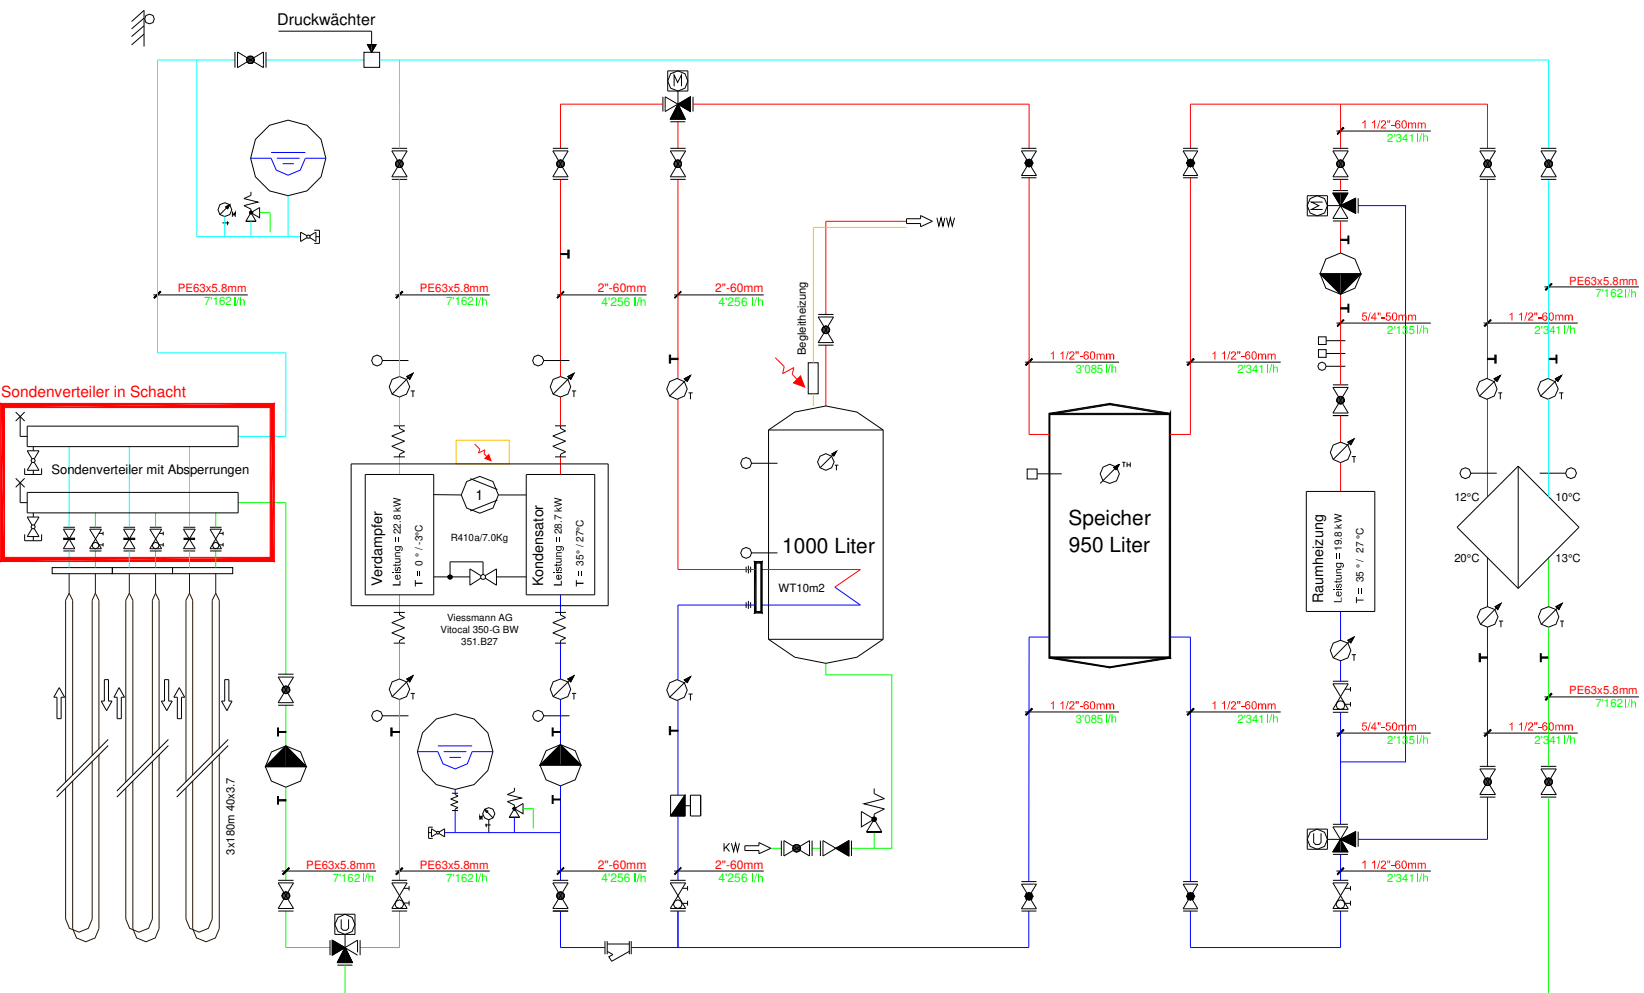 Druckwächter
M
1 1/2"-60mm
2'341 l/h
M
M
WW
PE63x5.8mm
7'162 l/h
PE63x5.8mm
7'162 l/h
2"-60mm
4'256 l/h
2"-60mm
4'256 l/h
Begleitheizung
PE63x5.8mm
7'162 l/h
5/4"-50mm
2'135 l/h
1 1/2"-60mm
2'341 l/h
1 1/2"-60mm
3'085 l/h
1 1/2"-60mm
2'341 l/h
T
T
T
T
T
Sondenverteiler in Schacht
Sondenverteiler mit Absperrungen
T
T
TH
12°C
10°C
20°C
13°C
Verdampfer
Leistung = 22.8 kW
T = 0 ° / -3°C
1
R410a/7.0Kg
Kondensator
Leistung = 28.7 kW
T = 35° / 27°C
Viessmann AG
Vitocal 350-G BW
351.B27
1000 Liter
WT10m2
Speicher
950 Liter
Raumheizung
Leistung = 19.8 kW
T = 35 ° / 27 °C
T
T
T
T
T
T
3x180m 40x3.7
M
1 1/2"-60mm
3'085 l/h
1 1/2"-60mm
2'341 l/h
5/4"-50mm
2'135 l/h
1 1/2"-60mm
2'341 l/h
PE63x5.8mm
7'162 l/h
KW
U
PE63x5.8mm
7'162 l/h
PE63x5.8mm
7'162 l/h
2"-60mm
4'256 l/h
2"-60mm
4'256 l/h
1 1/2"-60mm
2'341 l/h
U